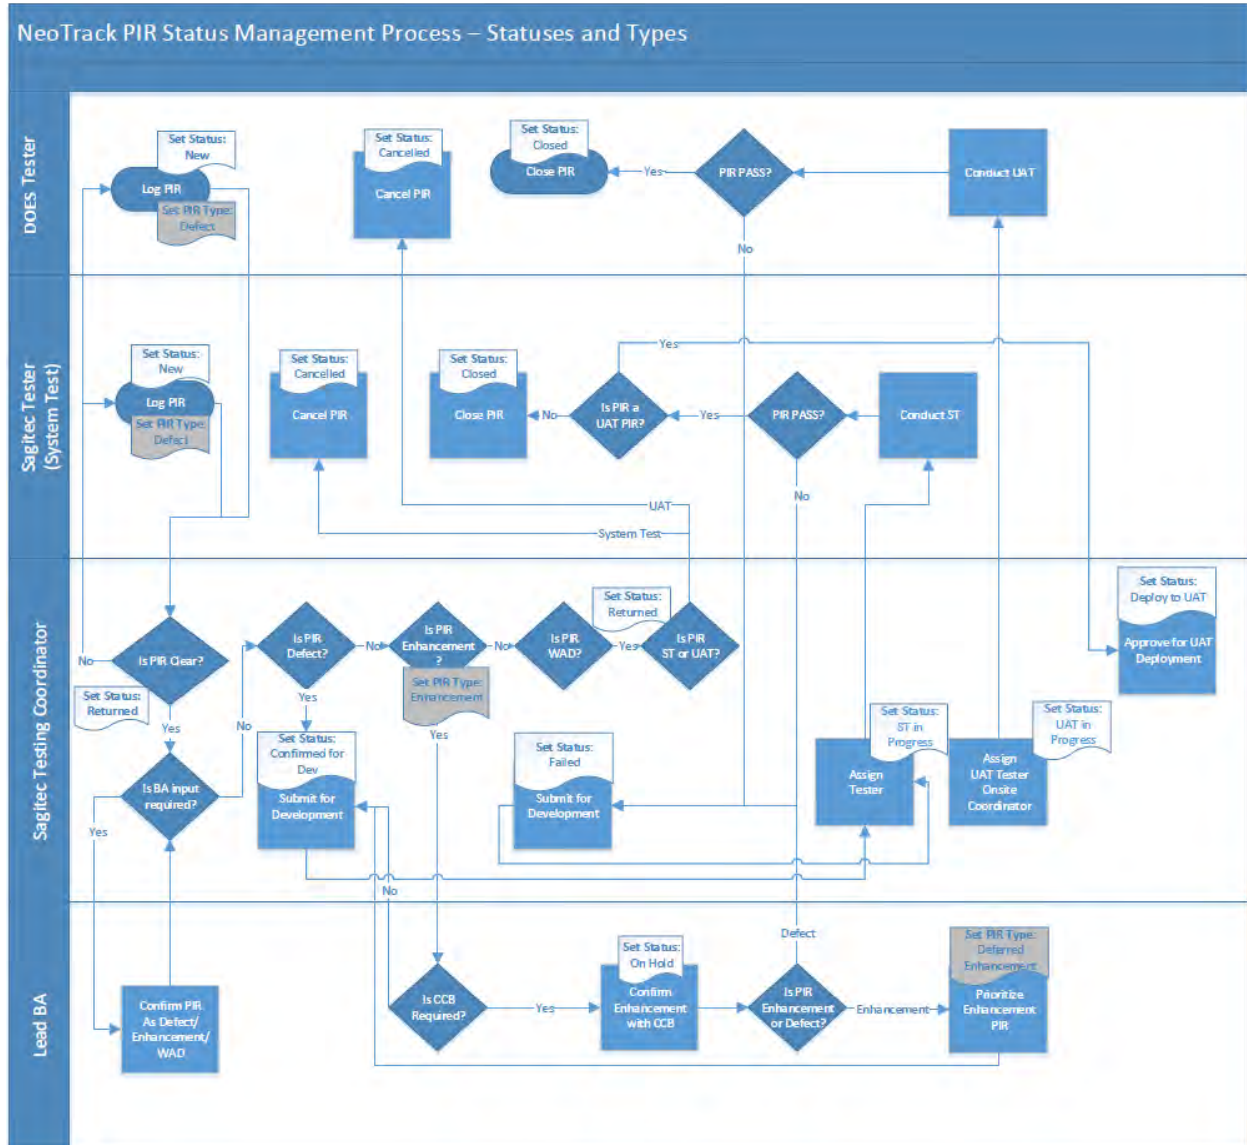 NeoTrack PIR Status Management Process – Statuses and Types
DOES Tester
Set Status:
New
Log PIR
Set PIR Type:
Defect
Set Status:
Cancelled
Cancel PIR
Set Status:
Closed
Close PIR
Yes
PIR PASS?
No
Conduct UAT
Sagitec Tester
(System Test)
Set Status:
New
Log PIR
Set PIR Type:
Defect
Set Status:
Cancelled
Cancel PIR
Set Status:
Closed
Close PIR
No
Is PIR a
UAT PIR?
Yes
Yes
PIR PASS?
No
Conduct ST
UAT
System Test
Sagitec Testing Coordinator
No
Is PIR Clear?
Set Status:
Returned
Yes
Is BA input
required?
Yes
No
Is PIR
Defect?
No
Yes
Is PIR
Enhancement
?
Set PIR Type:
Enhancement
No
Yes
Is PIR
WAD?
Yes
Set Status:
Returned
Is PIR
ST or UAT?
Set Status:
Deploy to UAT
Approve for UAT
Deployment
Set Status:
Confirmed for
Dev
Submit for
Development
Set Status:
Failed
Submit for
Development
Set Status:
ST in
Progress
Assign
Tester
Set Status:
UAT in
Progress
Assign
UAT Tester
Onsite
Coordinator
No
Lead BA
Confirm PIR
As Defect/
Enhancement/
WAD
Is CCB
Required?
Yes
Set Status:
On Hold
Confirm
Enhancement
with CCB
Defect
Is PIR
Enhancement
or Defect?
Enhancement
Set PIR Type:
Deferred
Enhancement
Prioritize
Enhancement
PIR